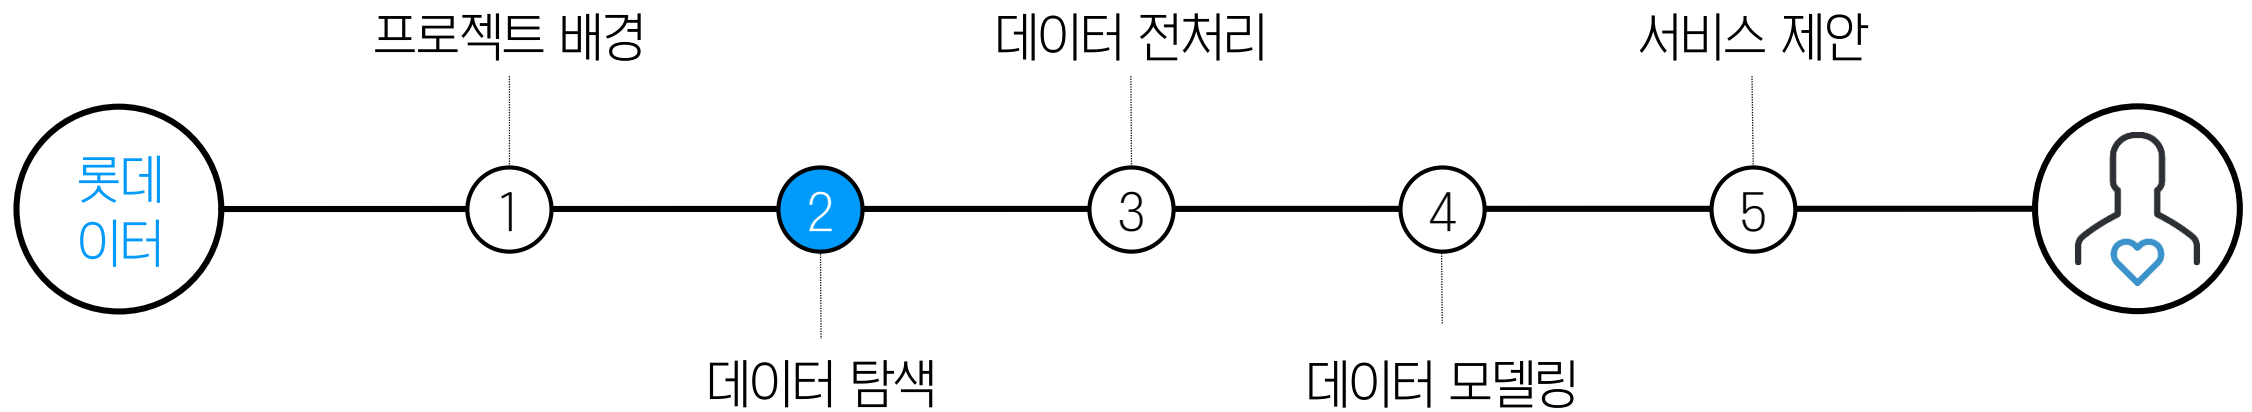 프로젝트 배경
데이터 전처리
서비스 제안
롯데
이터
1
2
3
4
5
데이터 탐색
데이터 모델링